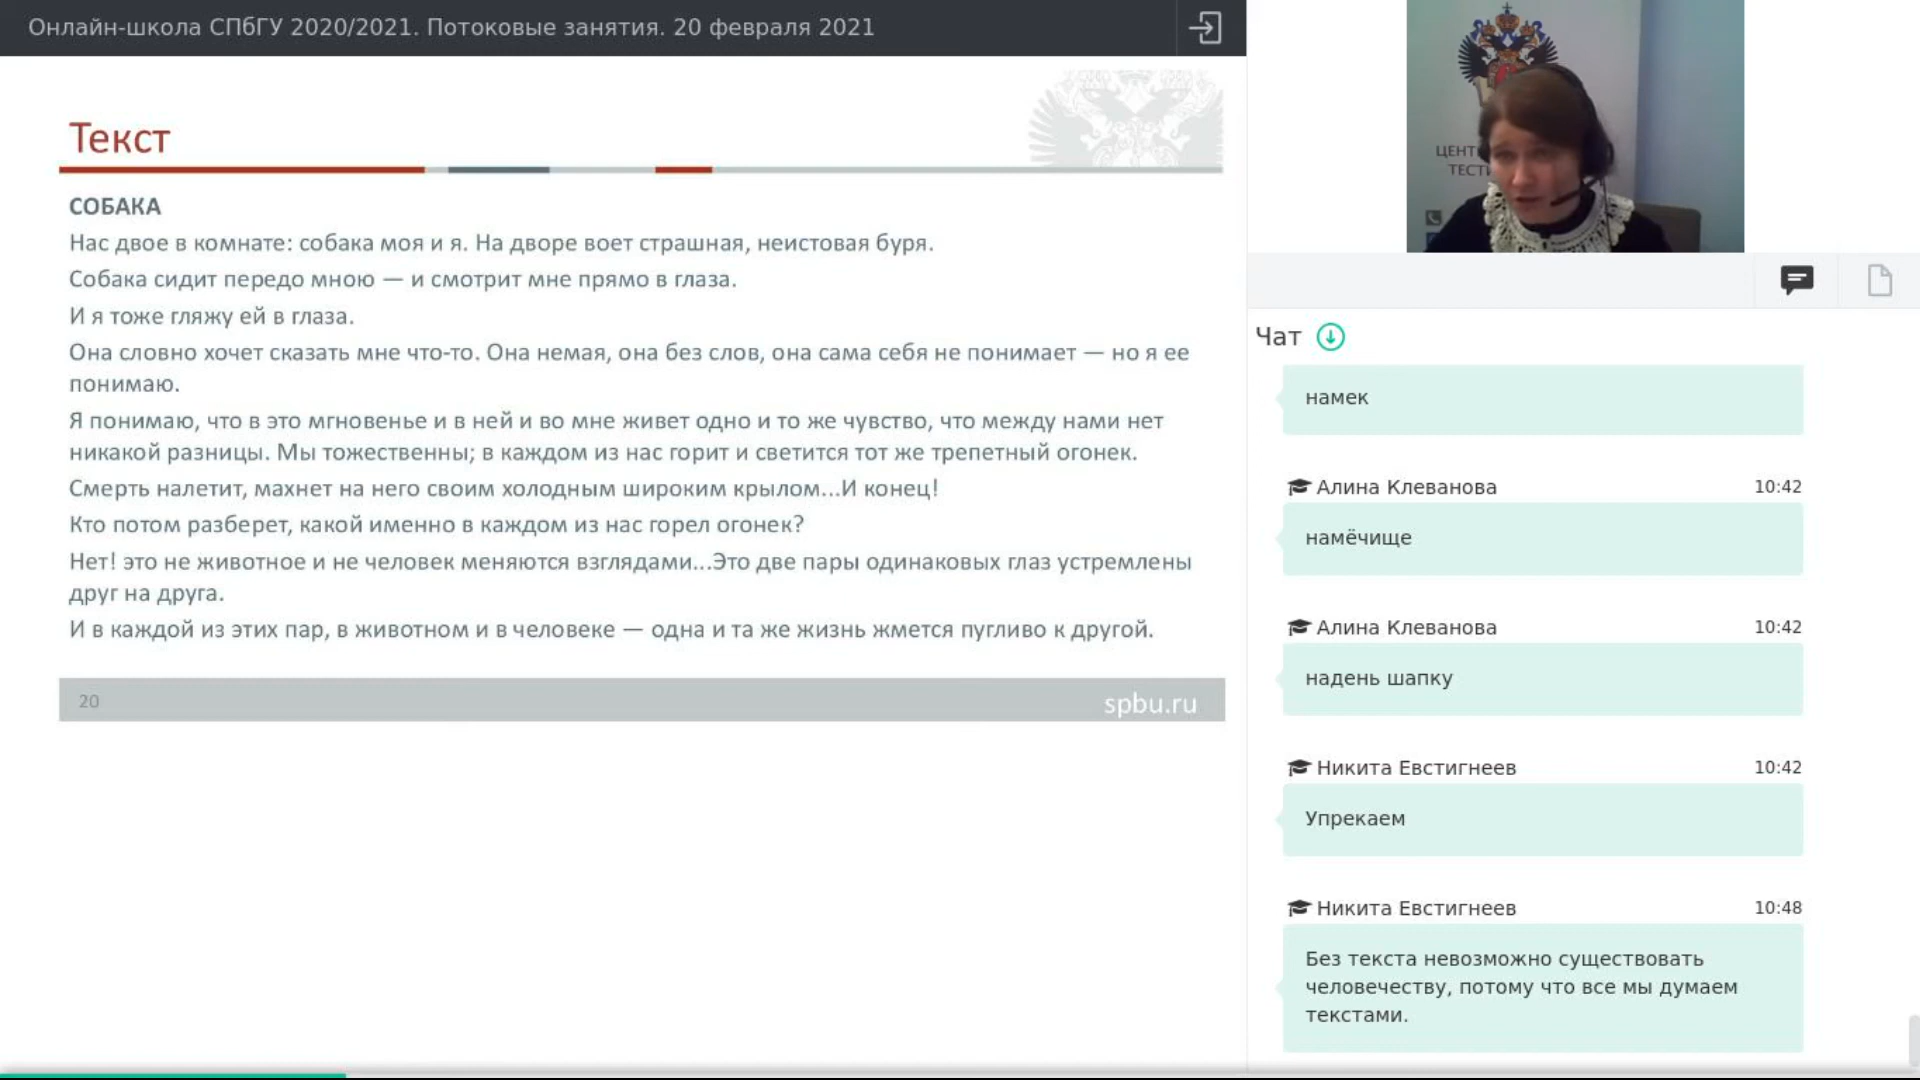 Онлайн-школа СПбГУ 2020/2021. Потоковые занятия. 20 февраля 2021
Текст
СОБАКА
Нас двое в комнате: собака моя и я. На дворе воет страшная, неистовая буря.
Собака сидит передо мною — и смотрит мне прямо в глаза.
И я тоже гляжу ей в глаза.
Она словно хочет сказать мне что-то. Она немая, она без слов, она сама себя не понимает — но я ее
понимаю.
Я понимаю, что в это мгновенье и в ней и во мне живет одно и то же чувство, что между нами нет
никакой разницы. Мы тожественны; в каждом из нас горит и светится тот же трепетный огонек.
Смерть налетит, махнет на него своим холодным широким крылом...И конец!
Кто потом разберет, какой именно в каждом из нас горел огонек?
Нет! это не животное и не человек меняются взглядами...Это две пары одинаковых глаз устремлены
друг на друга.
И в каждой из этих пар, в животном и в человеке — одна и та же жизнь жмется пугливо к другой.
20
spbu.ru
ЦЕНТ
ТЕСТИ
Чат
намек
Алина Клеванова 10:42
намёчище
Алина Клеванова 10:42
надень шапку
Никита Евстигнеев 10:42
Упрекаем
Никита Евстигнеев 10:48
Без текста невозможно существовать
человечеству, потому что все мы думаем
текстами.